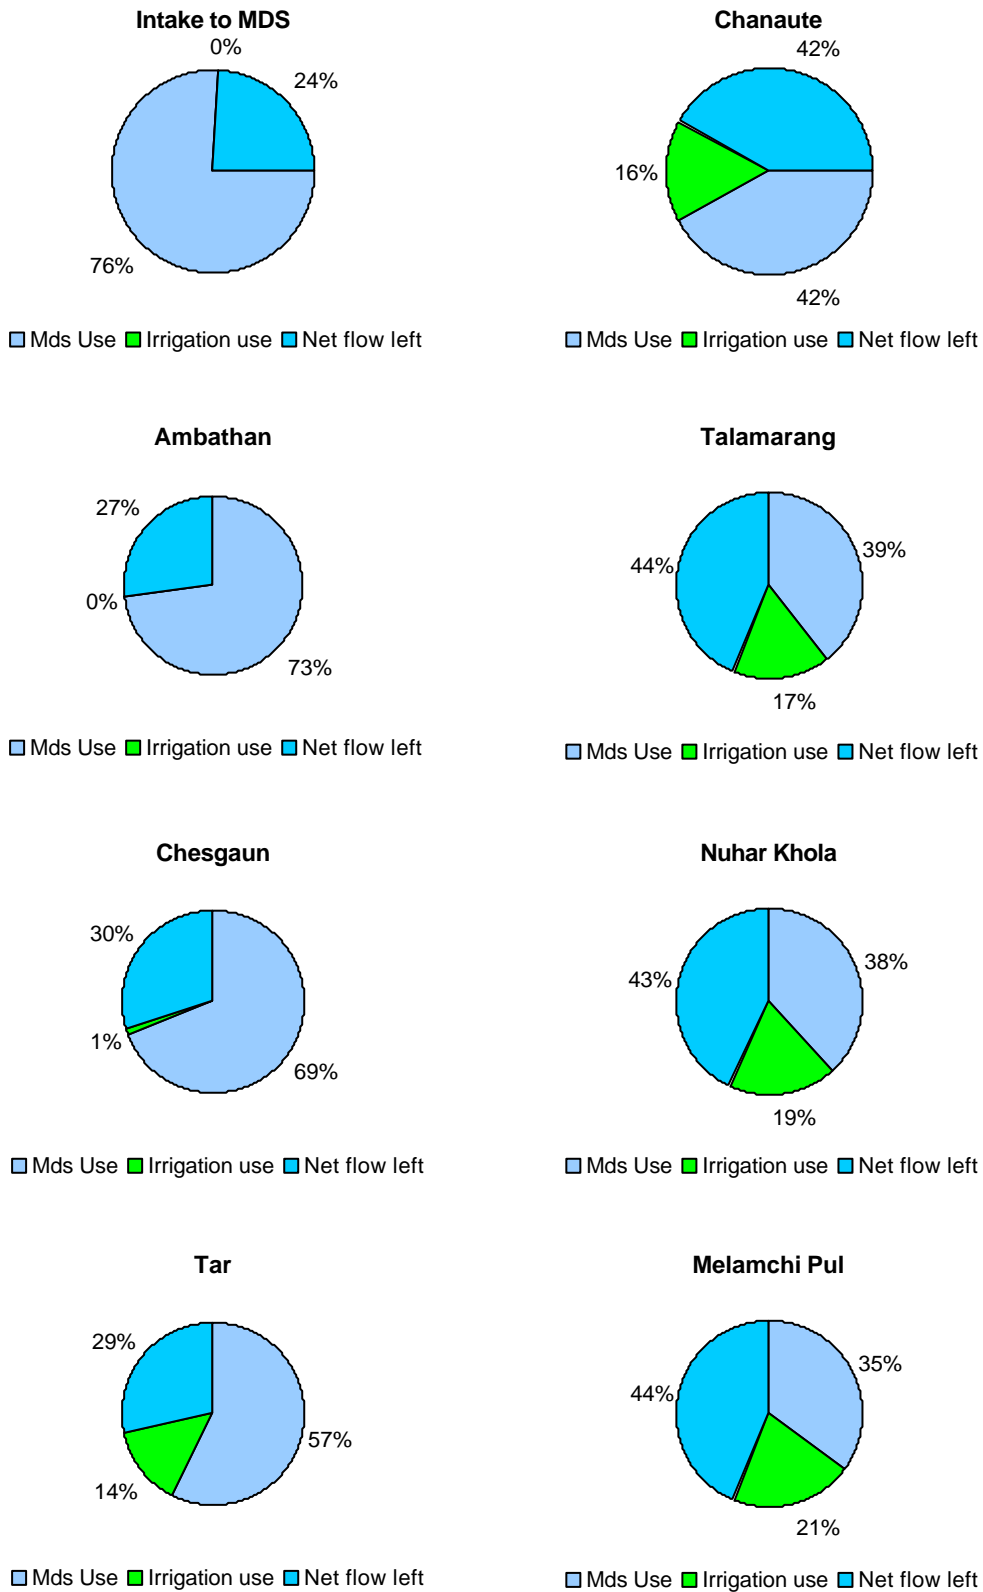 Intake to MDS
0%
24%
76%
Mds Use Irrigation use Net flow left
Chanaute
42%
16%
42%
Mds Use Irrigation use Net flow left
Ambathan
27%
0%
73%
Mds Use Irrigation use Net flow left
Talamarang
39%
44%
17%
Mds Use Irrigation use Net flow left
Chesgaun
30%
1%
69%
Mds Use Irrigation use Net flow left
Nuhar Khola
38%
43%
19%
Mds Use Irrigation use Net flow left
Tar
29%
57%
14%
Mds Use Irrigation use Net flow left
Melamchi Pul
35%
44%
21%
Mds Use Irrigation use Net flow left